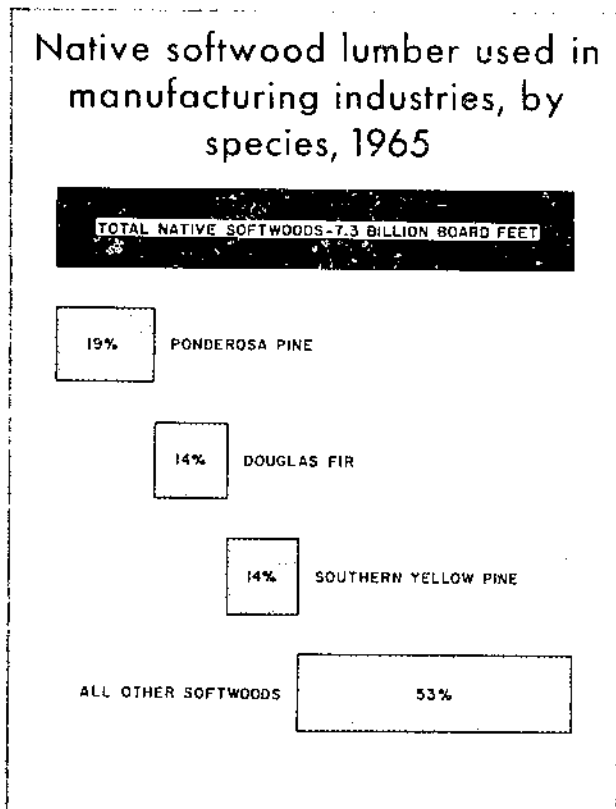 Native softwood lumber used in
manufacturing industries, by
species, 1965
TOTAL NATIVE SOFTWOODS-7.3 BILLION BOARD FEET
19% PONDEROSA PINE
14% DOUGLAS FIR
14% SOUTHERN YELLOW PINE
ALL OTHER SOFTWOODS 53%